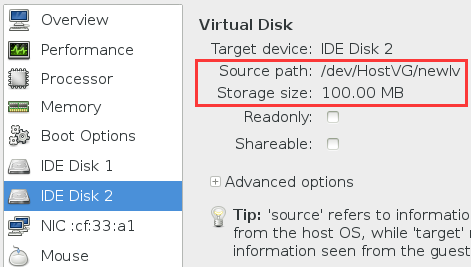 Overview
Performance
Processor
Memory
Boot Options
IDE Disk 1
IDE Disk 2
NIC :cf:33:a1
Mouse
Virtual Disk
Target device: IDE Disk 2
Source path: /dev/HostVG/newlv
Storage size: 100.00 MB
Readonly:
Shareable:
Advanced options
Tip: 'source' refers to informatio
from the host OS, while 'target' r
information seen from the guest